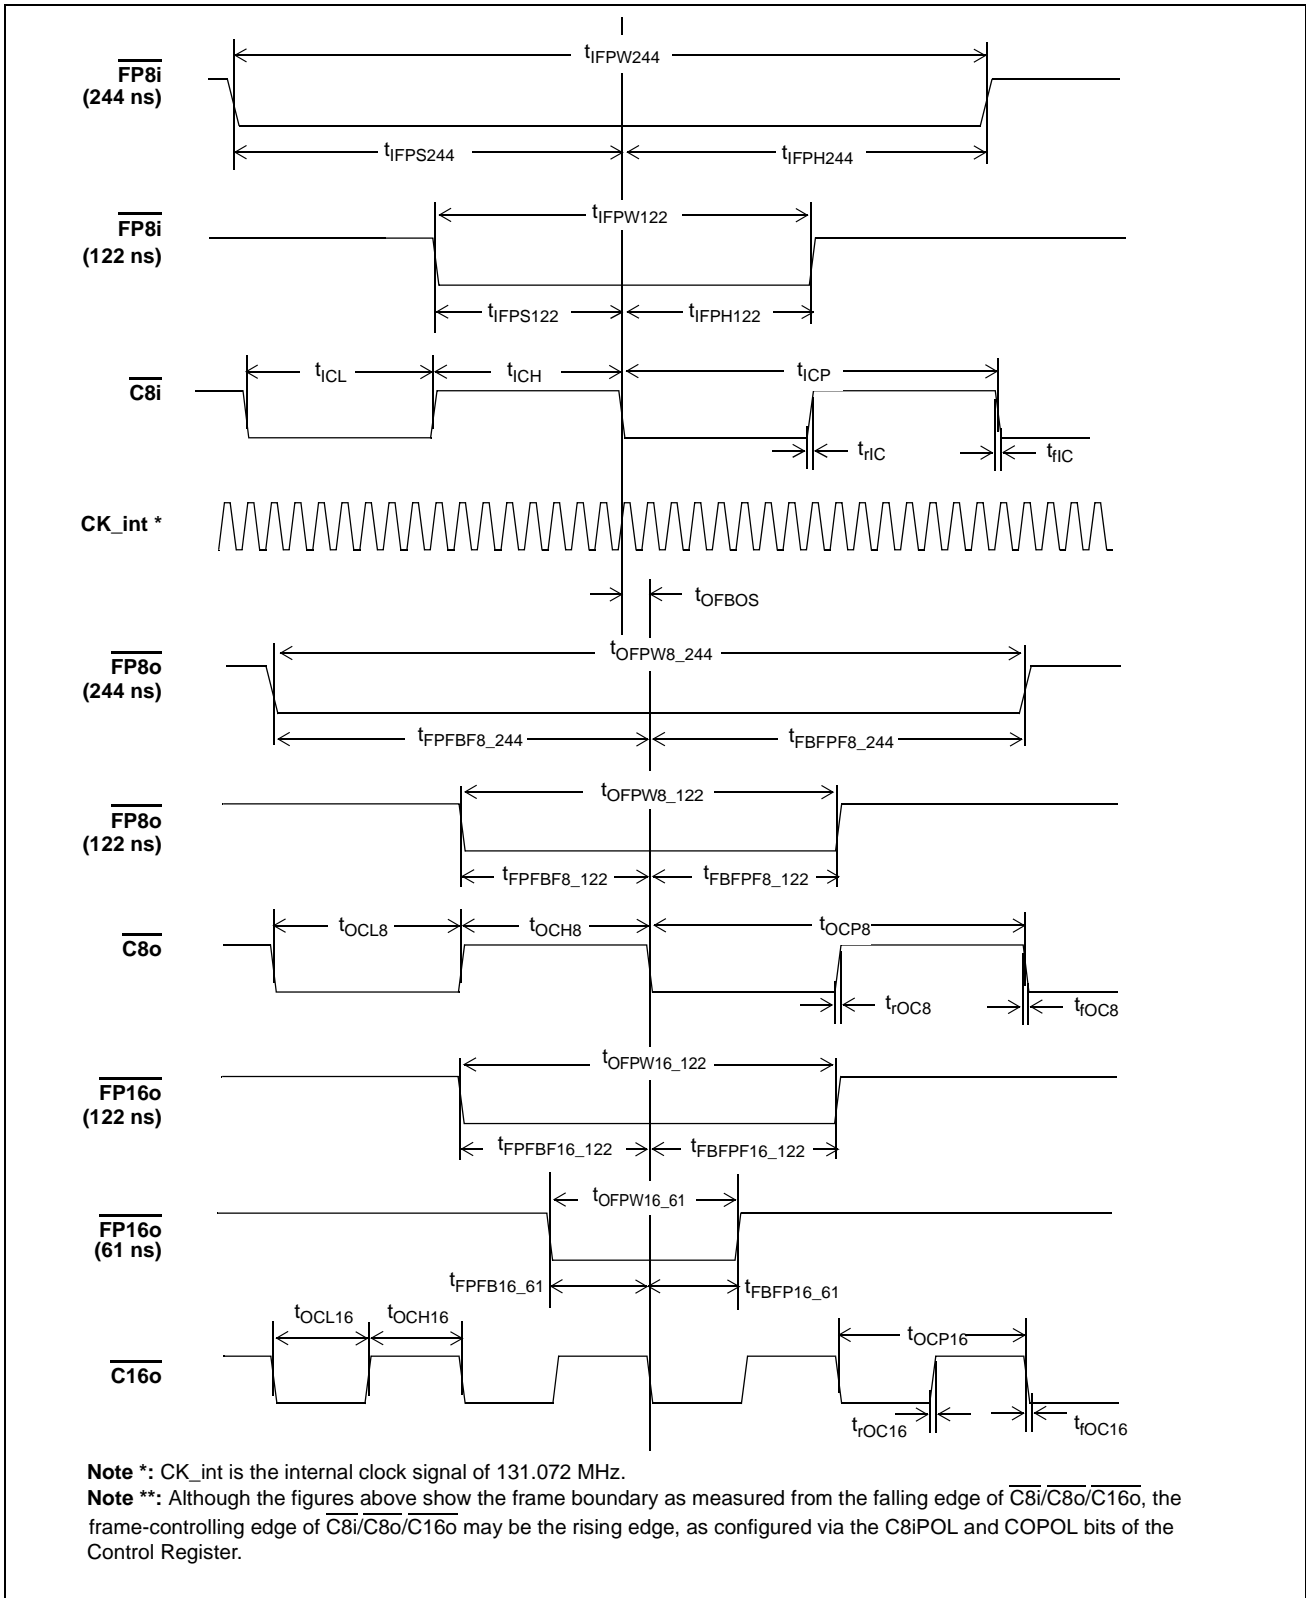 tIFPW244
FP8i
(244 ns)
tIFPS244
tIFPH244
tIFPW122
FP8i
(122 ns)
tIFPS122
tIFPH122
tICL
tICH
tICP
C8i
trIC
tfIC
CK_int *
tOFBOS
tOFPW8_244
FP8o
(244 ns)
tFPFBF8_244
tFBFPF8_244
tOFPW8_122
FP8o
(122 ns)
tFPFBF8_122
tFBFPF8_122
tOCL8
tOCH8
tOCP8
C8o
trOC8
tfOC8
tOFPW16_122
FP16o
(122 ns)
tFPFBF16_122
tFBFPF16_122
tOFPW16_61
FP16o
(61 ns)
tFPFB16_61
tFBFP16_61
tOCL16
tOCH16
tOCP16
C16o
trOC16
tfOC16
Note *: CK_int is the internal clock signal of 131.072 MHz.
Note **: Although the figures above show the frame boundary as measured from the falling edge of C8i/C8o/C16o, the
frame-controlling edge of C8i/C8o/C16o may be the rising edge, as configured via the C8iPOL and COPOL bits of the
Control Register.